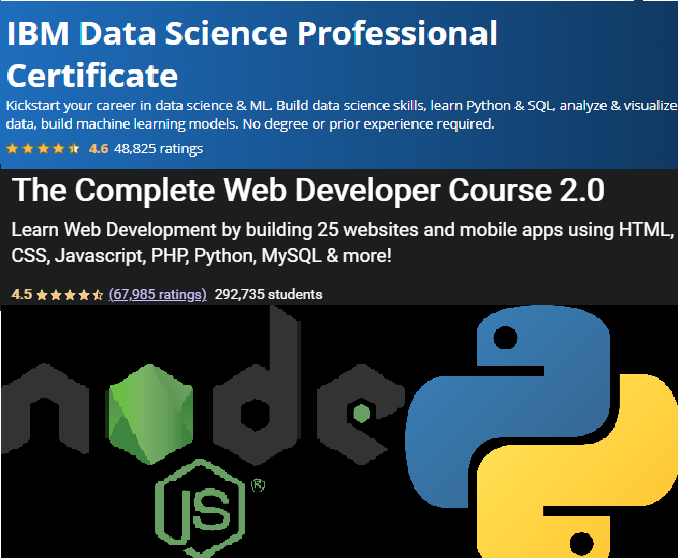 IBM Data Science Professional
Certificate
Kickstart your career in data science & ML. Build data science skills, learn Python & SQL, analyze & visualize
data, build machine learning models. No degree or prior experience required.
4.6 48,825 ratings
The Complete Web Developer Course 2.0
Learn Web Development by building 25 websites and mobile apps using HTML,
CSS, Javascript, PHP, Python, MySQL & more!
4.5 (67,985 ratings) 292,735 students
node
JS ®